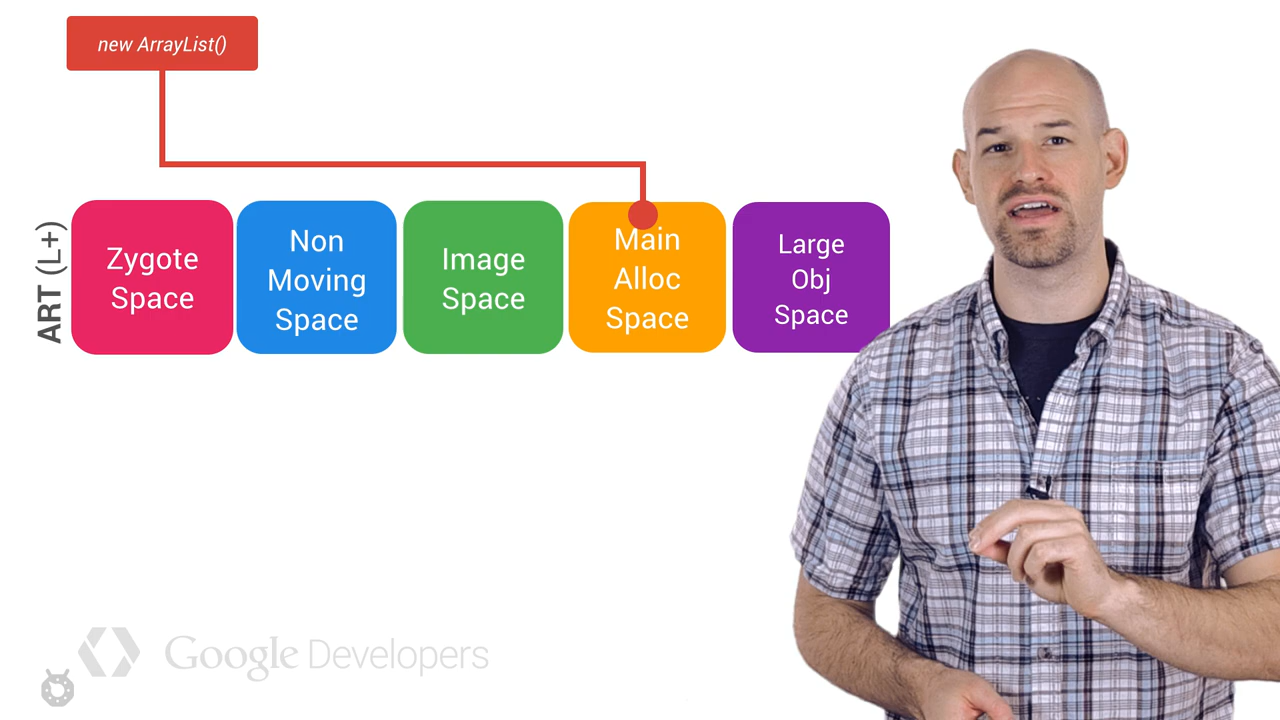 new ArrayList()
ART (L+)
Zygote
Space
Non
Moving
Space
Image
Space
Main
Alloc
Space
Large
Obj
Space
Google Developers